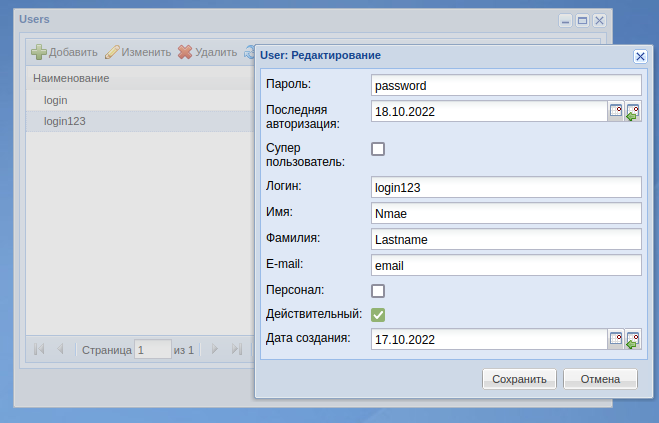 Users
Добавить Изменить Удалить
Наименование
login
login123
Страница 1 из 1
User: Редактирование
Пароль: password
Последняя
авторизация: 18.10.2022
Супер
пользователь:
Логин: login123
Имя: Nmae
Фамилия: Lastname
E-mail: email
Персонал:
Действительный:
Дата создания: 17.10.2022
Сохранить Отмена